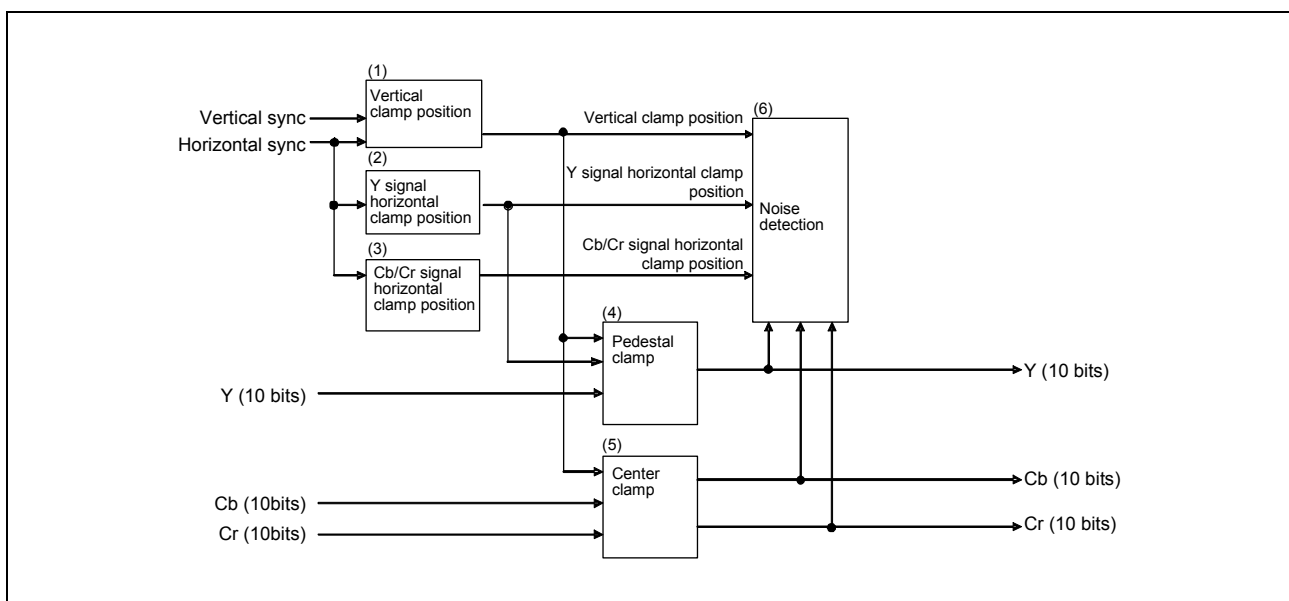 (1)
Vertical
clamp position
Vertical sync
Horizontal sync
(2)
Y signal
horizontal
clamp position
(3)
Cb/Cr signal
horizontal
clamp position
Vertical clamp position
Y signal horizontal clamp
position
Cb/Cr signal horizontal
clamp position
(6)
Noise
detection
(4)
Pedestal
clamp
Y (10 bits)
Y (10 bits)
(5)
Center
clamp
Cb (10bits)
Cr (10bits)
Cb (10 bits)
Cr (10 bits)